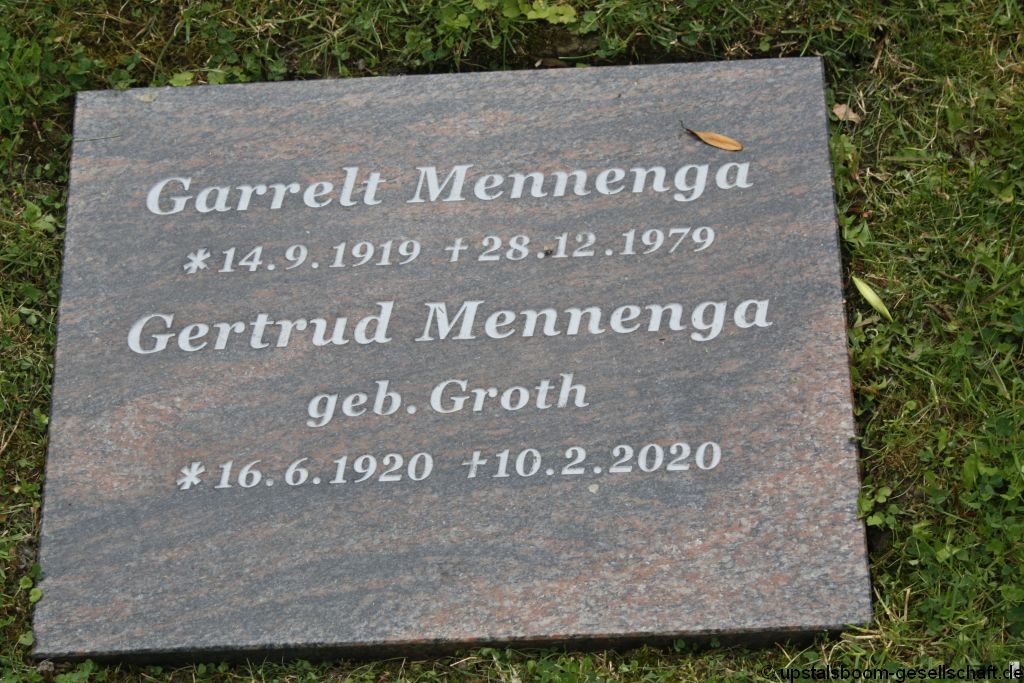 Garrelt Mennenga
* 14.9.1919 † 28.12.1979
Gertrud Mennenga
geb. Groth
* 16.6.1920 † 10.2.2020
© upstalsboom-gesellschaft.de